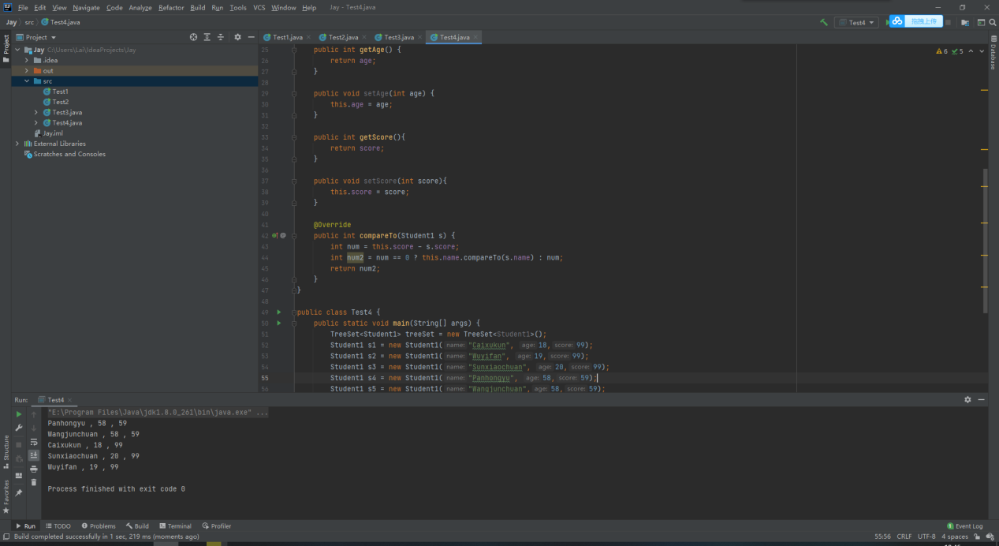 File Edit View Navigate Code Analyze Refactor Build Run Tools VCS Window Help Jay - Test4.java
Jay src Test4.java
Test4
拖拽上传
Project
Test1.java Test2.java Test3.java Test4.java
Project
Jay C:\Users\Lai\IdeaProjects\Jay
.idea
out
src
Test1
Test2
Test3.java
Test4.java
Jay.iml
External Libraries
Scratches and Consoles
6 5
Database
25 public int getAge() {
26 return age;
27 }
28
29 public void setAge(int age) {
30 this.age = age;
31 }
32
33 public int getScore(){
34 return score;
35 }
36
37 public void setScore(int score){
38 this.score = score;
39 }
40
41 @Override
42 public int compareTo(Student1 s) {
43 int num = this.score - s.score;
44 int num2 = num == 0 ? this.name.compareTo(s.name) : num;
45 return num2;
46 }
47 }
48
49 public class Test4 {
50 public static void main(String[] args) {
51 TreeSet<Student1> treeSet = new TreeSet<Student1>();
52 Student1 s1 = new Student1( name: "Caixukun", age: 18, score: 99);
53 Student1 s2 = new Student1( name: "Wuyifan", age: 19, score: 99);
54 Student1 s3 = new Student1( name: "Sunxiaochuan", age: 20, score: 99);
55 Student1 s4 = new Student1( name: "Panhongyu", age: 58, score: 59);
56 Student1 s5 = new Student1( name: "Wangjunchuan", age: 58, score: 59);
Run: Test4
"E:\Program Files\Java\jdk1.8.0_261\bin\java.exe" ...
Panhongyu , 58 , 59
Wangjunchuan , 58 , 59
Caixukun , 18 , 99
Sunxiaochuan , 20 , 99
Wuyifan , 19 , 99
Process finished with exit code 0
Structure
Favorites
Run TODO Problems Build Terminal Profiler
1 Event Log
Build completed successfully in 1 sec, 219 ms (moments ago)
55:56 CRLF UTF-8 4 spaces